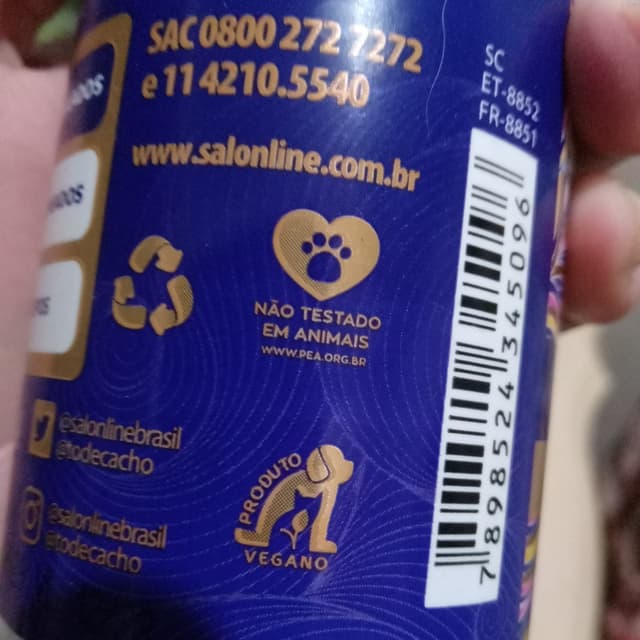 SAC 0800 272 7272
e 11 4210.5540
www.salonline.com.br
NÃO TESTADO
EM ANIMAIS
WWW.PEA.ORG.BR
@salonlinebrasil
@todecacho
@salonlinebrasil
@todecacho
PRODUTO
VEGANO
SC
ET-8852
FR-8851
7 898524 345096